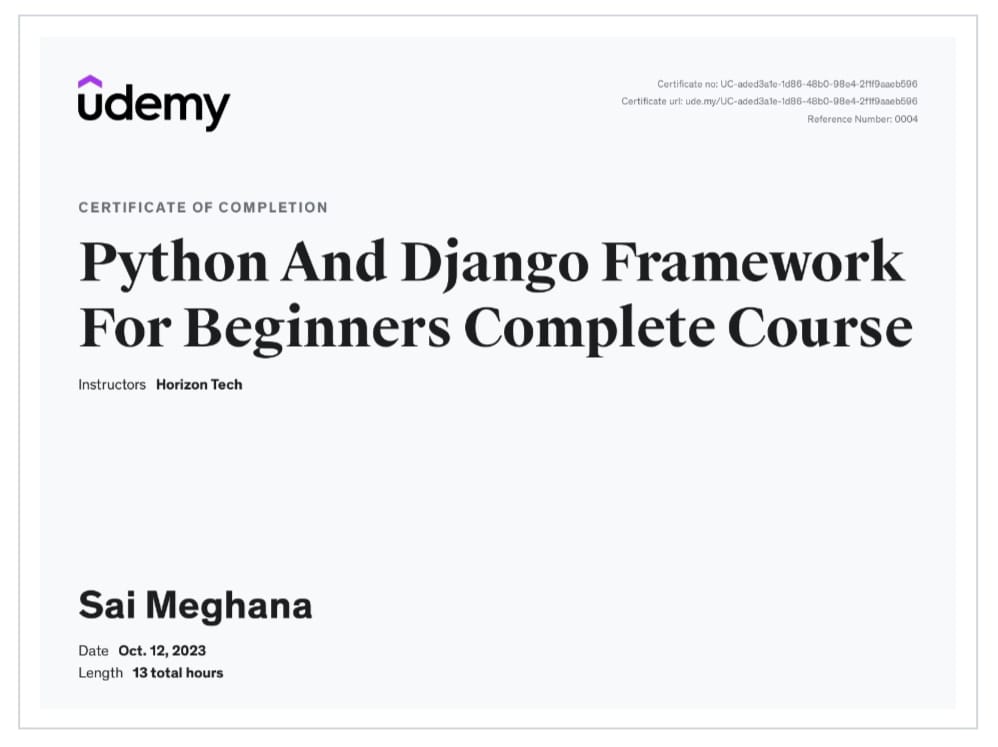 udemy
Certificate no: UC-aded3a1e-1d86-48b0-98e4-2f1f9aaeb596
Certificate url: ude.my/UC-aded3a1e-1d86-48b0-98e4-2f1f9aaeb596
Reference Number: 0004
CERTIFICATE OF COMPLETION
Python And Django Framework
For Beginners Complete Course
Instructors Horizon Tech
Sai Meghana
Date Oct. 12, 2023
Length 13 total hours